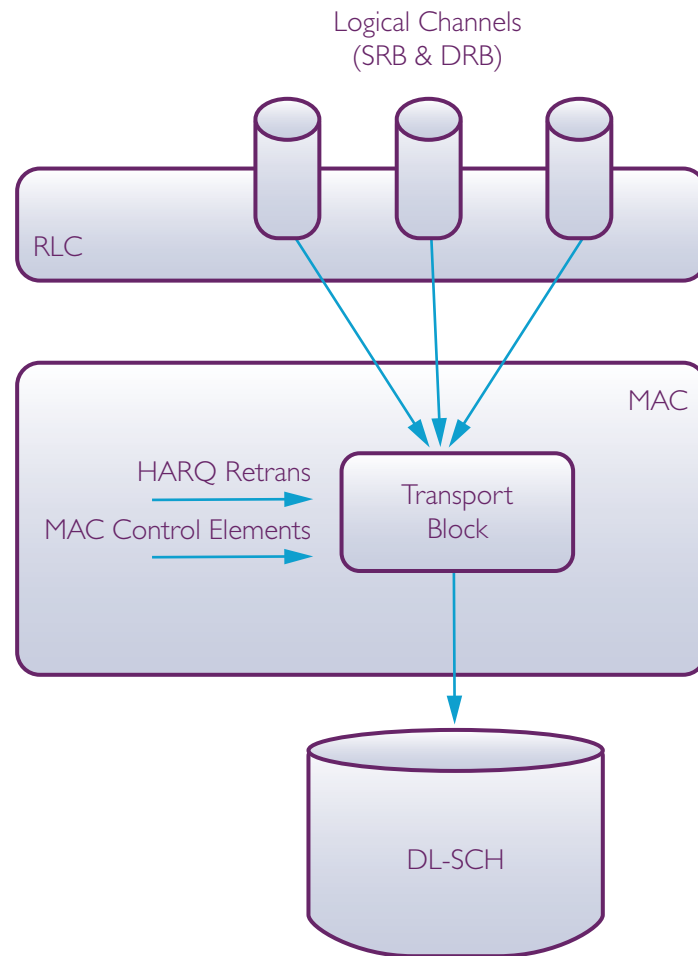 Logical Channels
(SRB & DRB)
RLC
MAC
HARQ Retrans
MAC Control Elements
Transport
Block
DL-SCH